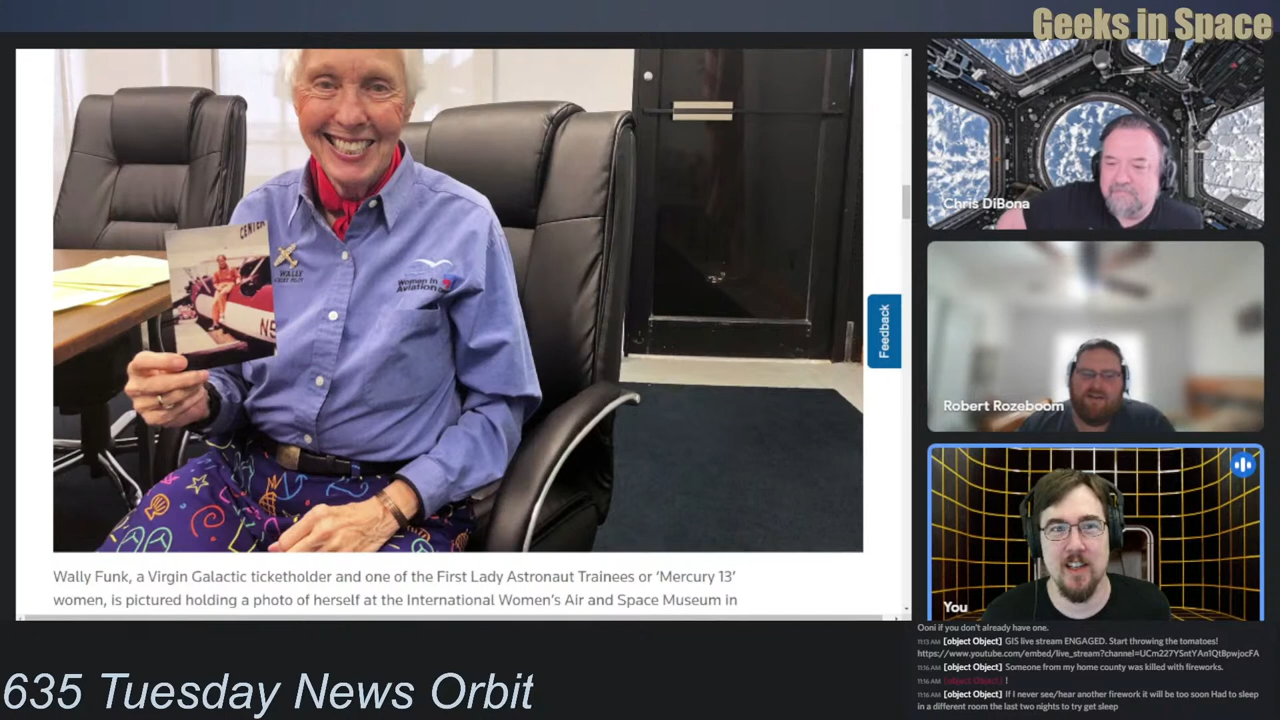 Geeks in Space
CENTER
WALLY
Women in
Aviation
N5
Feedback
Chris DiBona
Robert Rozeboom
You
Wally Funk, a Virgin Galactic ticketholder and one of the First Lady Astronaut Trainees or ‘Mercury 13’
women, is pictured holding a photo of herself at the International Women’s Air and Space Museum in
Ooni if you don't already have one.
11:13 AM [object Object] GIS live stream ENGAGED. Start throwing the tomatoes!
https://www.youtube.com/embed/live_stream?channel=UCm227YSntYAn1QtBpwjocFA
11:16 AM [object Object] Someone from my home county was killed with fireworks.
11:16 AM [object Object] !
11:16 AM [object Object] If I never see/hear another firework it will be too soon Had to sleep
in a different room the last two nights to try get sleep
635 Tuesday News Orbit